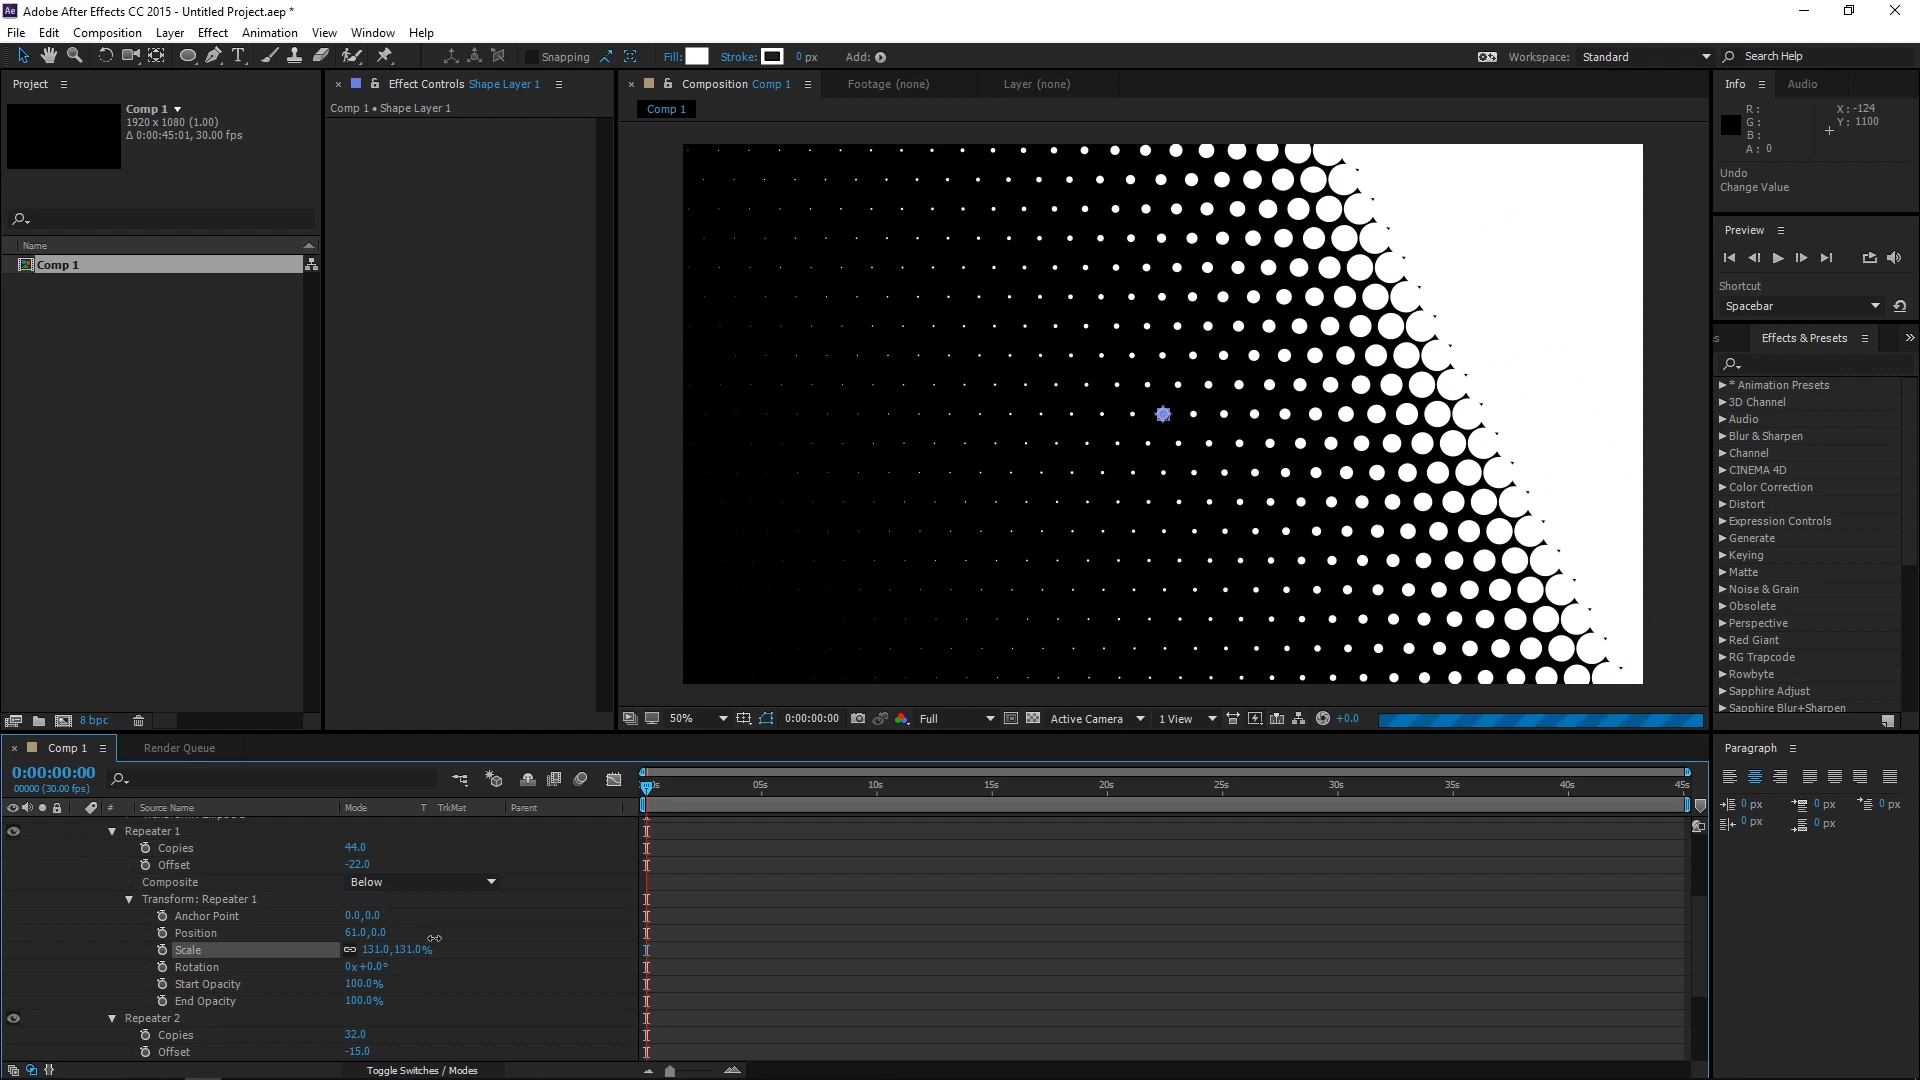 Adobe After Effects CC 2015 - Untitled Project.aep *
File Edit Composition Layer Effect Animation View Window Help
Snapping Fill: Stroke: 0 px Add: Workspace: Standard Search Help
Project
Comp 1
1920 x 1080 (1.00)
Δ 0:00:45:01, 30.00 fps
Name
Comp 1
8 bpc
Effect Controls Shape Layer 1
Comp 1 • Shape Layer 1
Composition Comp 1 Footage (none) Layer (none)
Comp 1
50% 0:00:00:00 Full Active Camera 1 View +0.0
Info Audio
R: X: -124
G: Y: 1100
B:
A: 0
Undo
Change Value
Preview
Shortcut
Spacebar
Effects & Presets
* Animation Presets
3D Channel
Audio
Blur & Sharpen
Channel
CINEMA 4D
Color Correction
Distort
Expression Controls
Generate
Keying
Matte
Noise & Grain
Obsolete
Perspective
Red Giant
RG Trapcode
Rowbyte
Sapphire Adjust
Sapphire Blur+Sharpen
Paragraph
0 px 0 px 0 px
0 px 0 px
Comp 1 Render Queue
0:00:00:00
00000 (30.00 fps)
05s 10s 15s 20s 25s 30s 35s 40s 45s
# Source Name Mode T TrkMat Parent
Repeater 1
Copies 44.0
Offset -22.0
Composite Below
Transform: Repeater 1
Anchor Point 0.0,0.0
Position 61.0,0.0
Scale 131.0,131.0%
Rotation 0x+0.0°
Start Opacity 100.0%
End Opacity 100.0%
Repeater 2
Copies 32.0
Offset -15.0
Toggle Switches / Modes